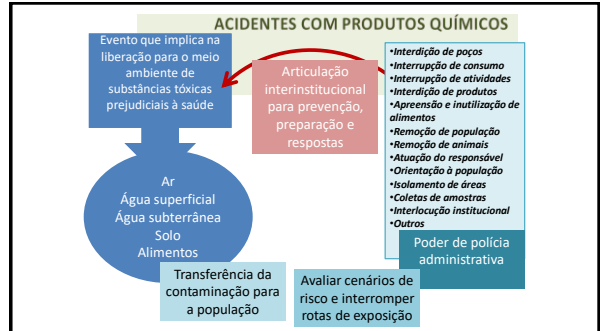 ACIDENTES COM PRODUTOS QUÍMICOS
Evento que implica na
liberação para o meio
ambiente de
substâncias tóxicas
prejudiciais à saúde
Articulação
interinstitucional
para prevenção,
preparação e
respostas
•Interdição de poços
•Interrupção de consumo
•Interrupção de atividades
•Interdição de produtos
•Apreensão e inutilização de
alimentos
•Remoção de população
•Remoção de animais
•Atuação do responsável
•Orientação à população
•Isolamento de áreas
•Coletas de amostras
•Interlocução institucional
•Outros
Poder de polícia
administrativa
Ar
Água superficial
Água subterrânea
Solo
Alimentos
Transferência da
contaminação para
a população
Avaliar cenários de
risco e interromper
rotas de exposição